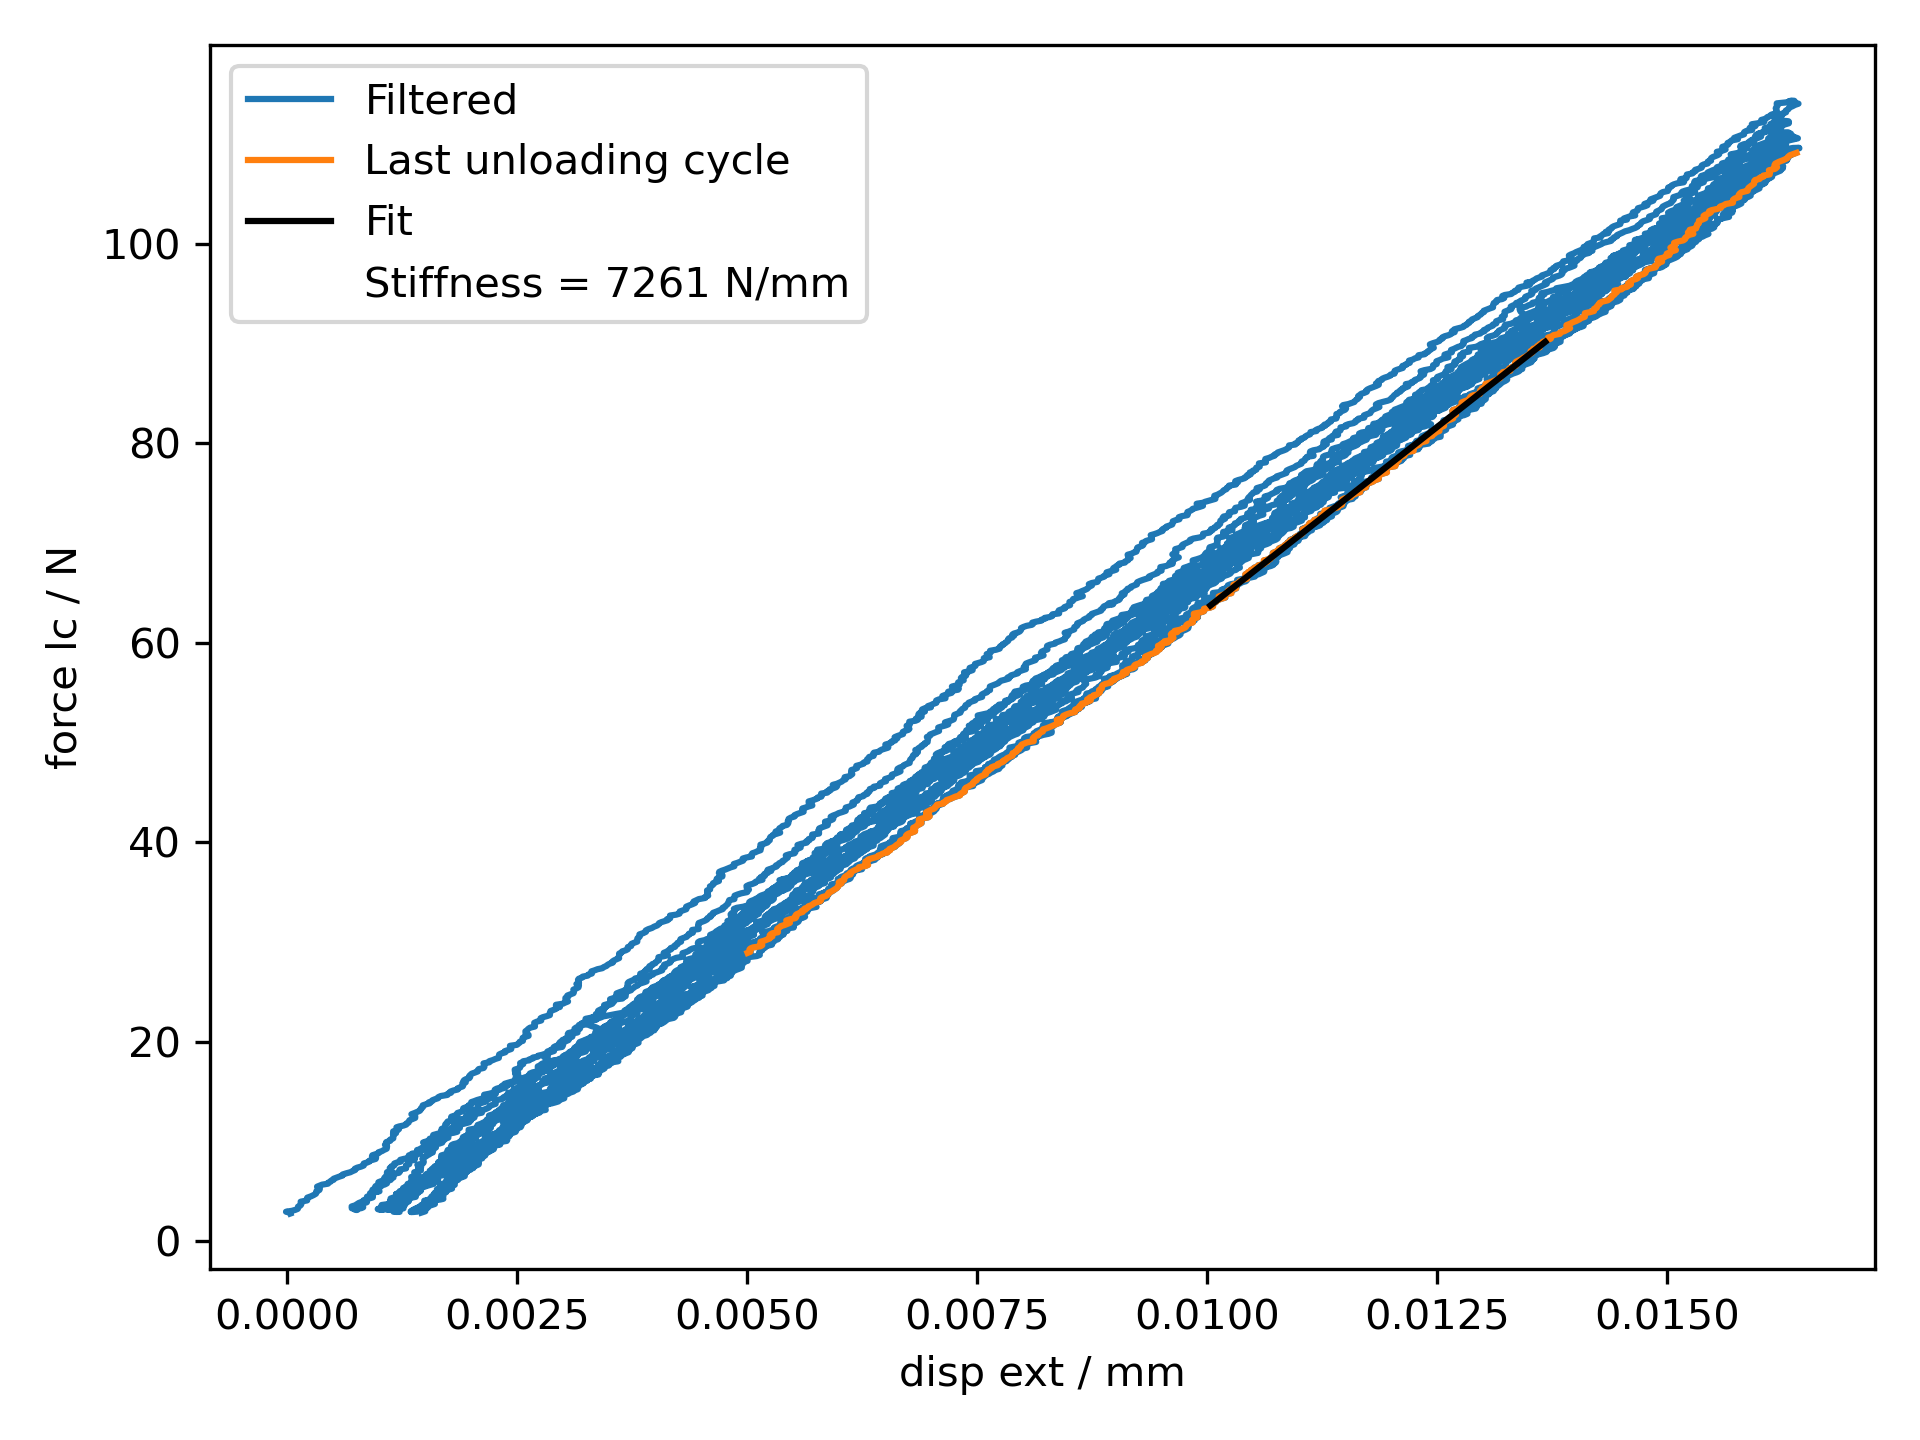 Filtered
Last unloading cycle
Fit
Stiffness = 7261 N/mm
100
80
60
40
20
0
force lc / N
0.0000 0.0025 0.0050 0.0075 0.0100 0.0125 0.0150
disp ext / mm